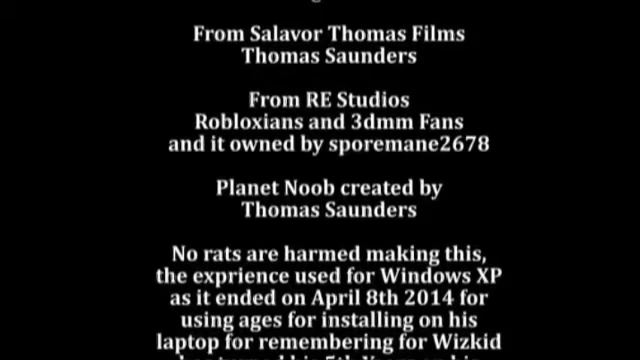 From Salavor Thomas Films
Thomas Saunders
From RE Studios
Robloxians and 3dmm Fans
and it owned by sporemane2678
Planet Noob created by
Thomas Saunders
No rats are harmed making this,
the exprience used for Windows XP
as it ended on April 8th 2014 for
using ages for installing on his
laptop for remembering for Wizkid